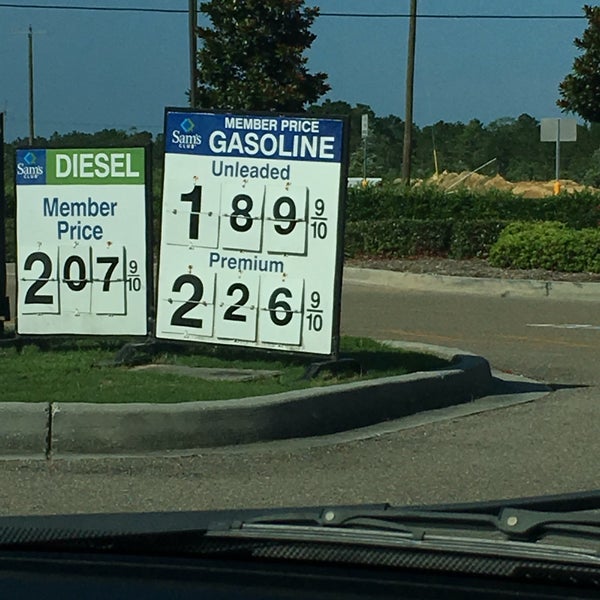 Sam's
CLUB
DIESEL
Member
Price
2 0 7 9/10
Sam's
CLUB
MEMBER PRICE
GASOLINE
Unleaded
1 8 9 9/10
Premium
2 2 6 9/10